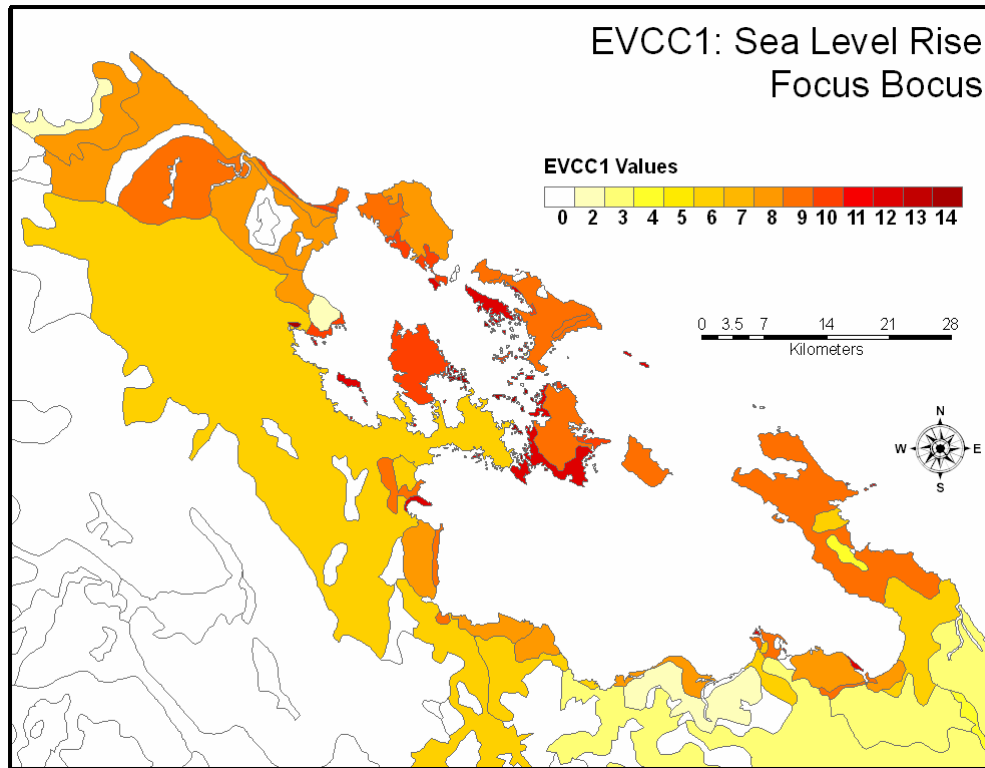 EVCC1: Sea Level Rise
Focus Bocus
EVCC1 Values
0 2 3 4 5 6 7 8 9 10 11 12 13 14
0 3.5 7 14 21 28
Kilometers
N
W E
S